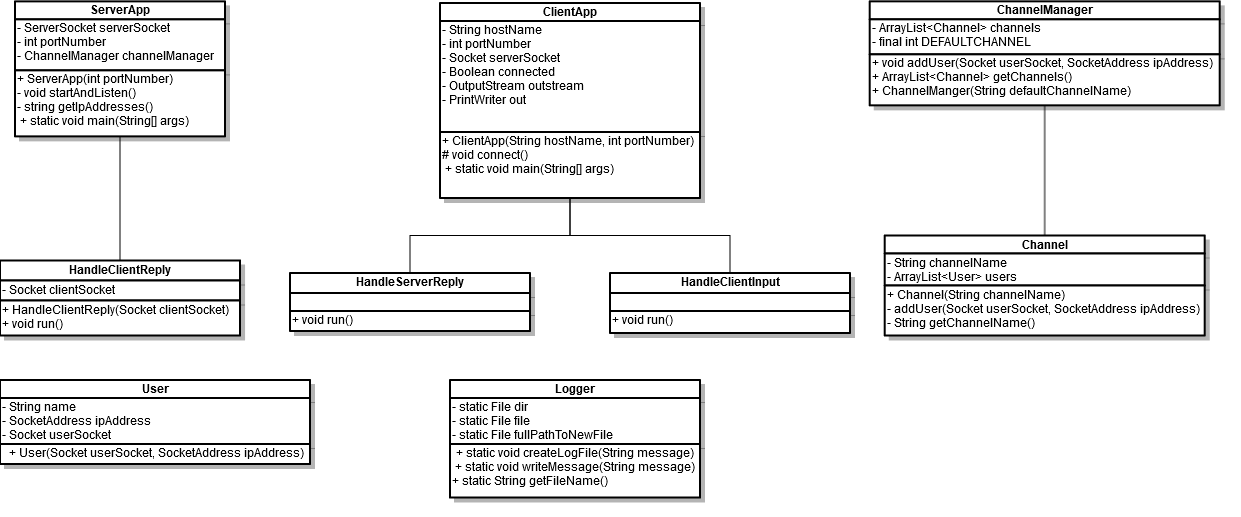 ServerApp
- ServerSocket serverSocket
- int portNumber
- ChannelManager channelManager
+ ServerApp(int portNumber)
- void startAndListen()
- string getIpAddresses()
+ static void main(String[] args)
ClientApp
- String hostName
- int portNumber
- Socket serverSocket
- Boolean connected
- OutputStream outstream
- PrintWriter out
+ ClientApp(String hostName, int portNumber)
# void connect()
+ static void main(String[] args)
ChannelManager
- ArrayList<Channel> channels
- final int DEFAULTCHANNEL
+ void addUser(Socket userSocket, SocketAddress ipAddress)
+ ArrayList<Channel> getChannels()
+ ChannelManger(String defaultChannelName)
HandleClientReply
- Socket clientSocket
+ HandleClientReply(Socket clientSocket)
+ void run()
HandleServerReply
+ void run()
HandleClientInput
+ void run()
Channel
- String channelName
- ArrayList<User> users
+ Channel(String channelName)
- addUser(Socket userSocket, SocketAddress ipAddress)
- String getChannelName()
User
- String name
- SocketAddress ipAddress
- Socket userSocket
+ User(Socket userSocket, SocketAddress ipAddress)
Logger
- static File dir
- static File file
- static File fullPathToNewFile
+ static void createLogFile(String message)
+ static void writeMessage(String message)
+ static String getFileName()